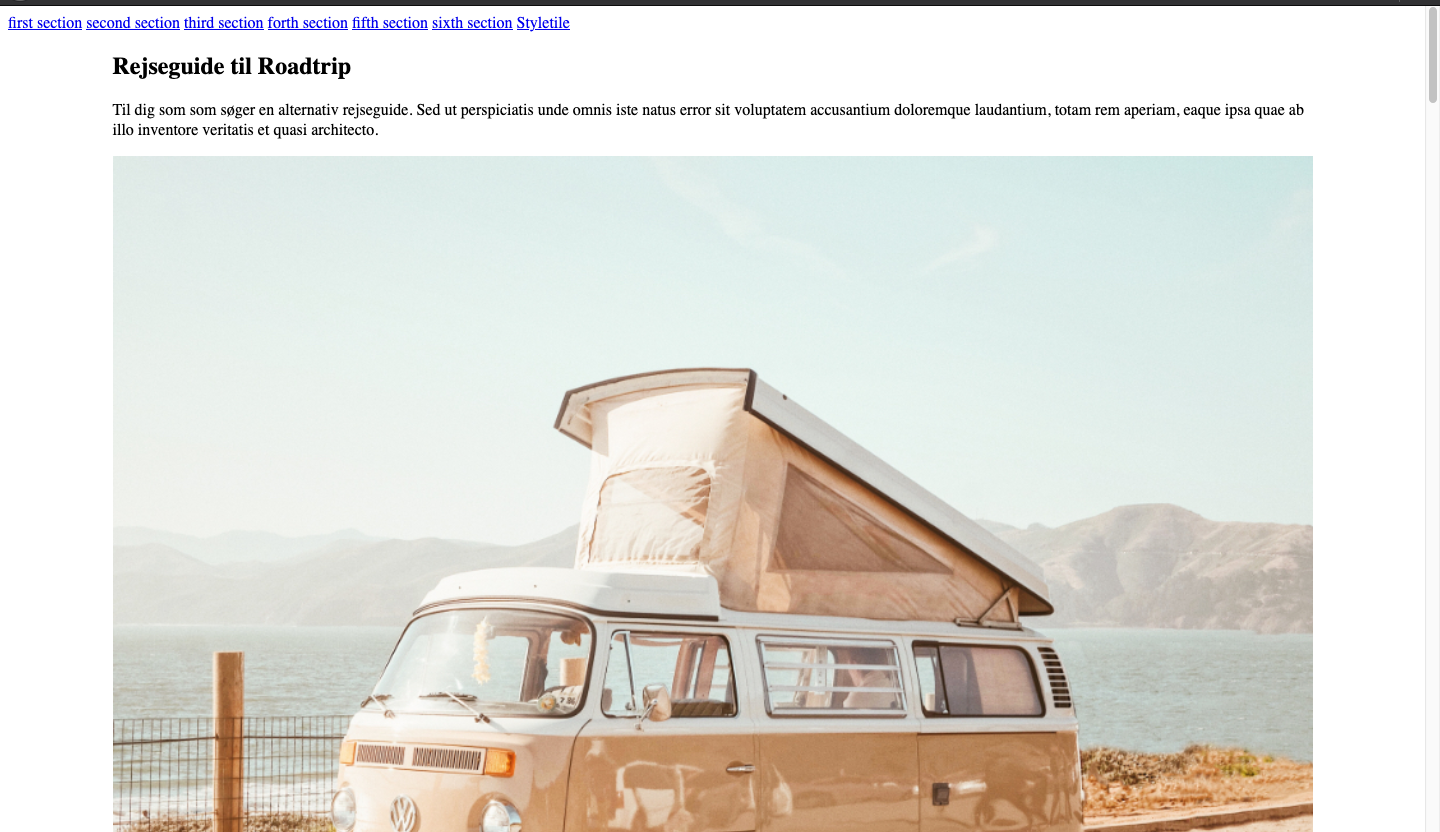 first section second section third section forth section fifth section sixth section Styletile
Rejseguide til Roadtrip
Til dig som som søger en alternativ rejseguide. Sed ut perspiciatis unde omnis iste natus error sit voluptatem accusantium doloremque laudantium, totam rem aperiam, eaque ipsa quae ab
illo inventore veritatis et quasi architecto.